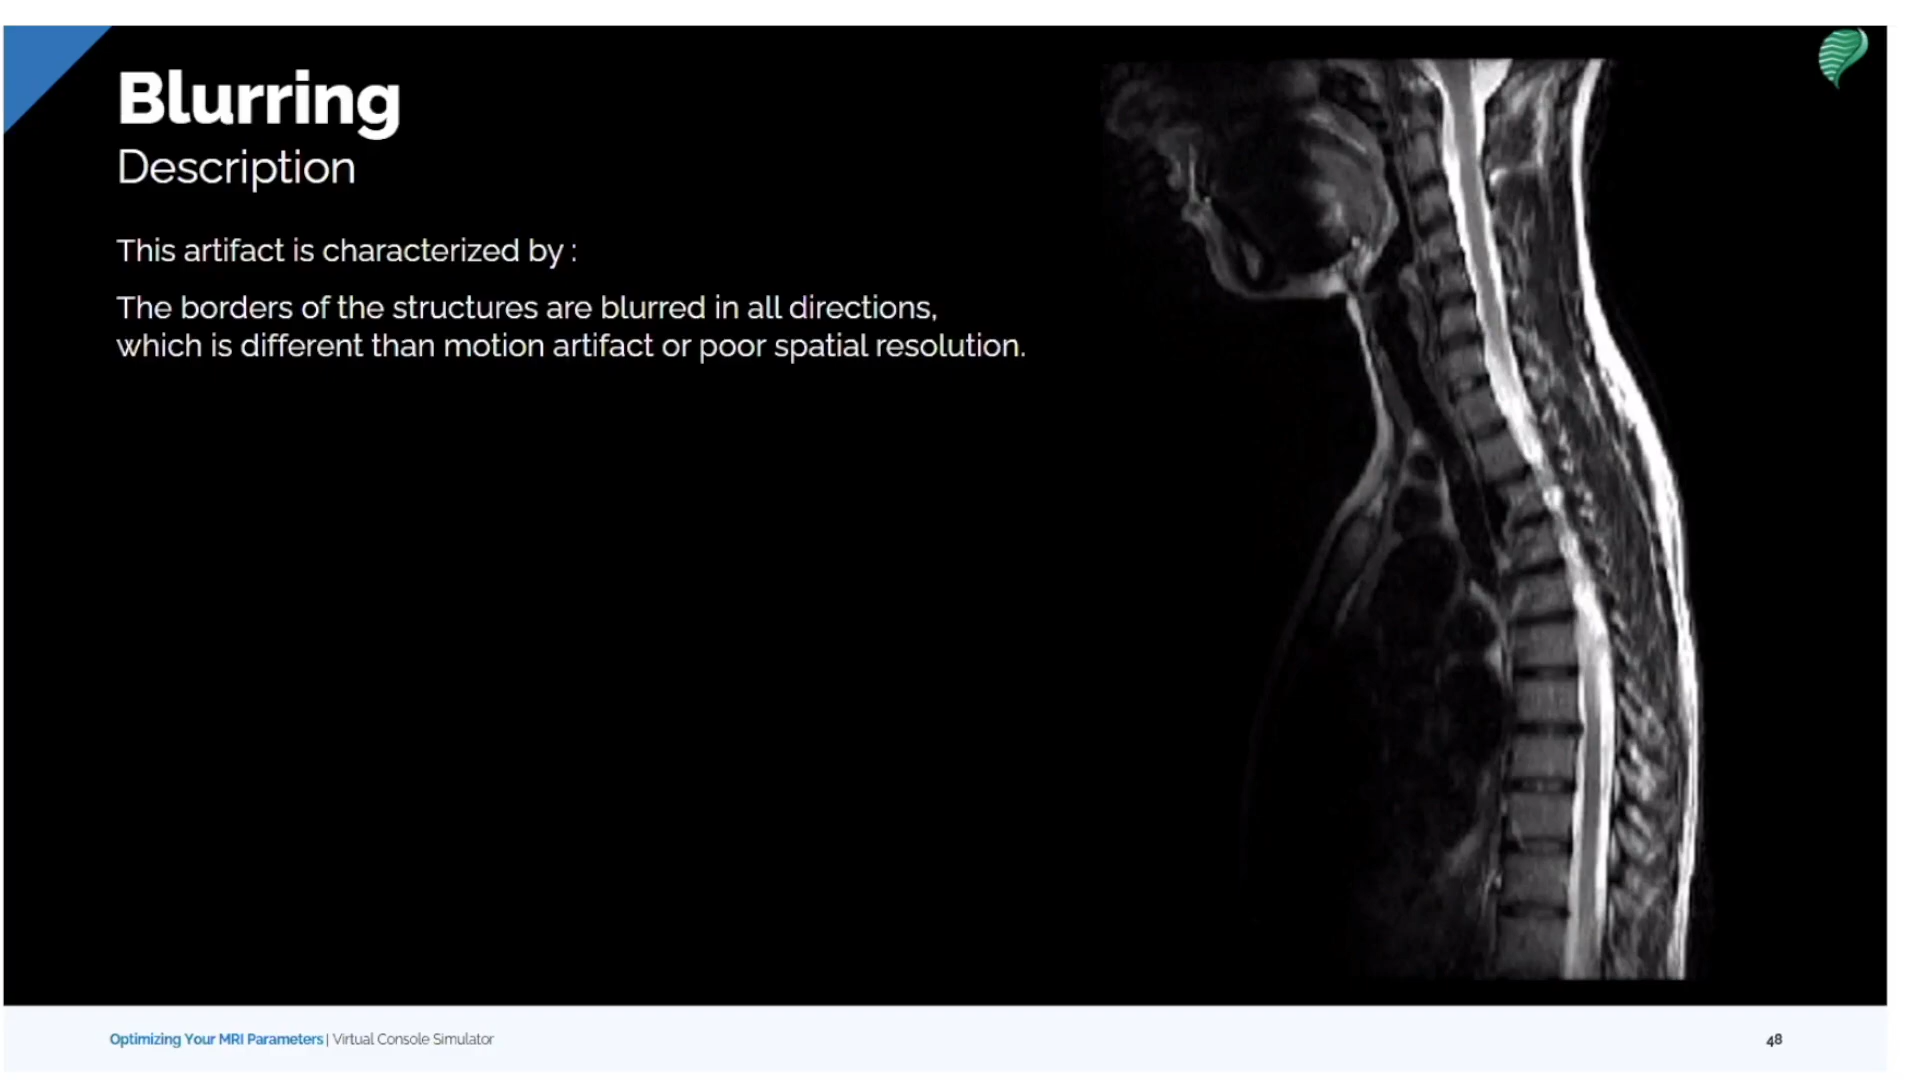 Blurring
Description
This artifact is characterized by :
The borders of the structures are blurred in all directions,
which is different than motion artifact or poor spatial resolution.
Optimizing Your MRI Parameters | Virtual Console Simulator
48